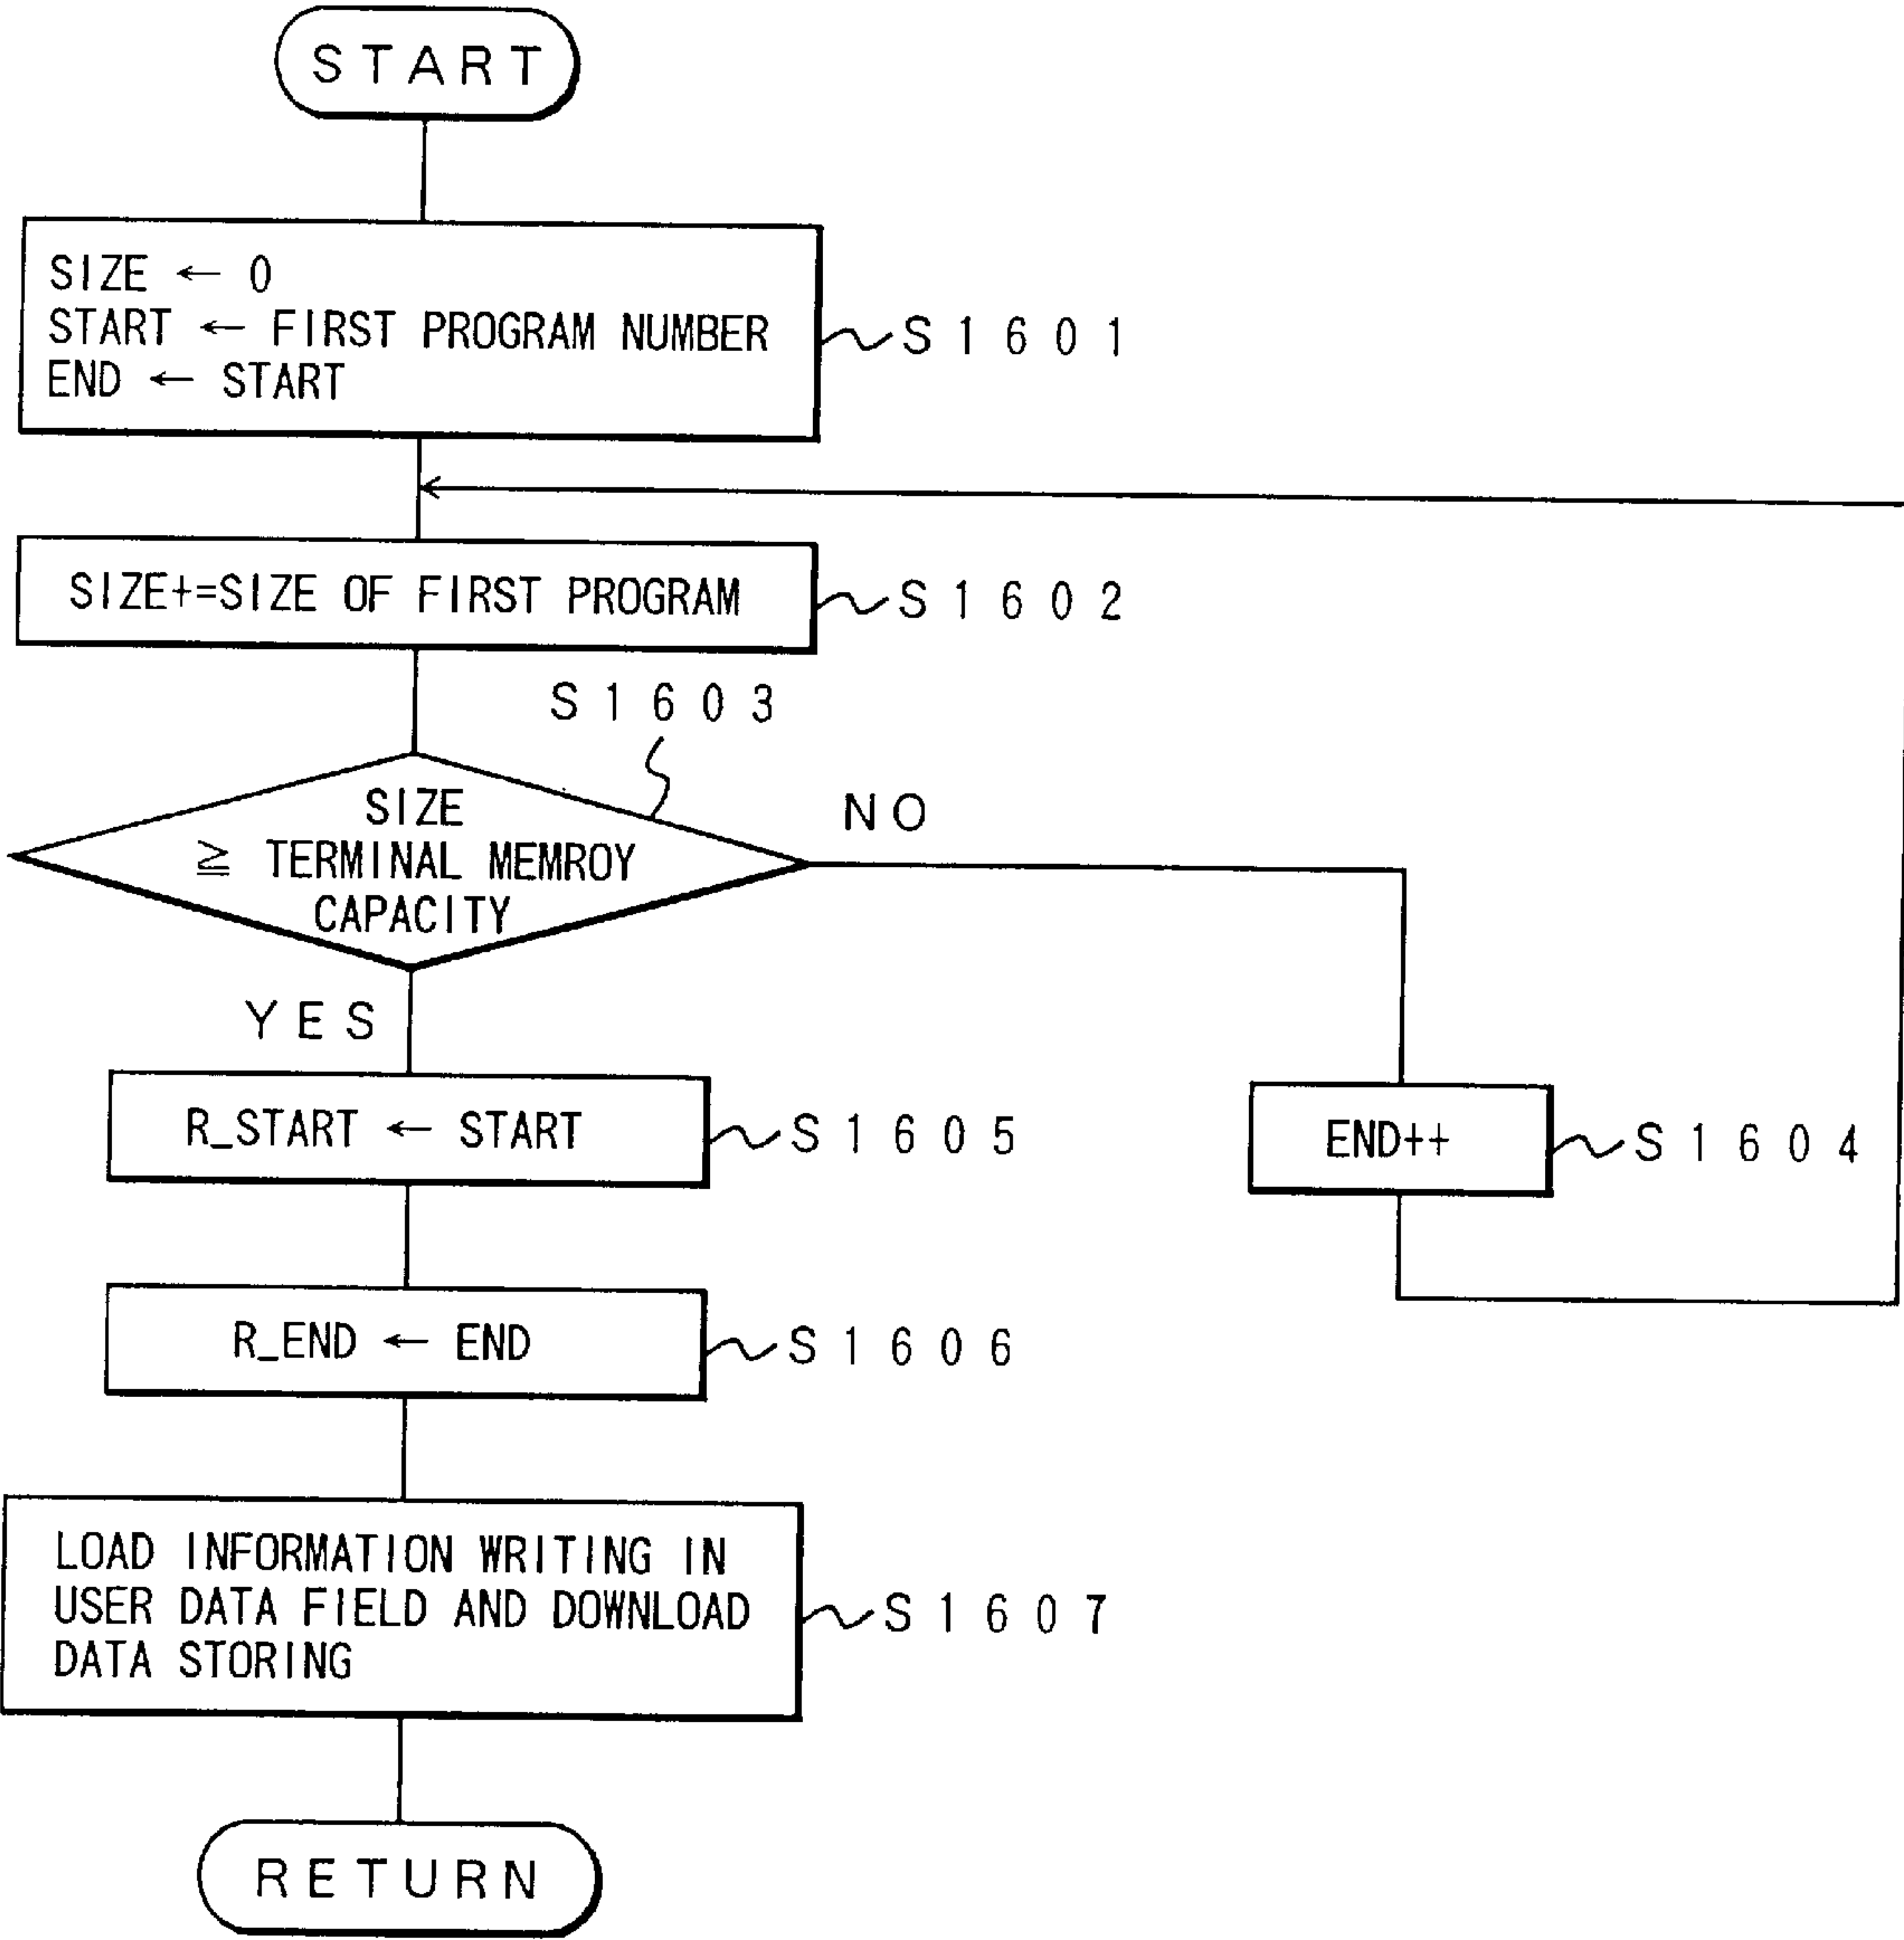 START
SIZE ← 0
START ← FIRST PROGRAM NUMBER
END ← START
S1601
SIZE+=SIZE OF FIRST PROGRAM
S1602
S1603
SIZE
≧ TERMINAL MEMROY
CAPACITY
NO
YES
R_START ← START
S1605
END++
S1604
R_END ← END
S1606
LOAD INFORMATION WRITING IN
USER DATA FIELD AND DOWNLOAD
DATA STORING
S1607
RETURN